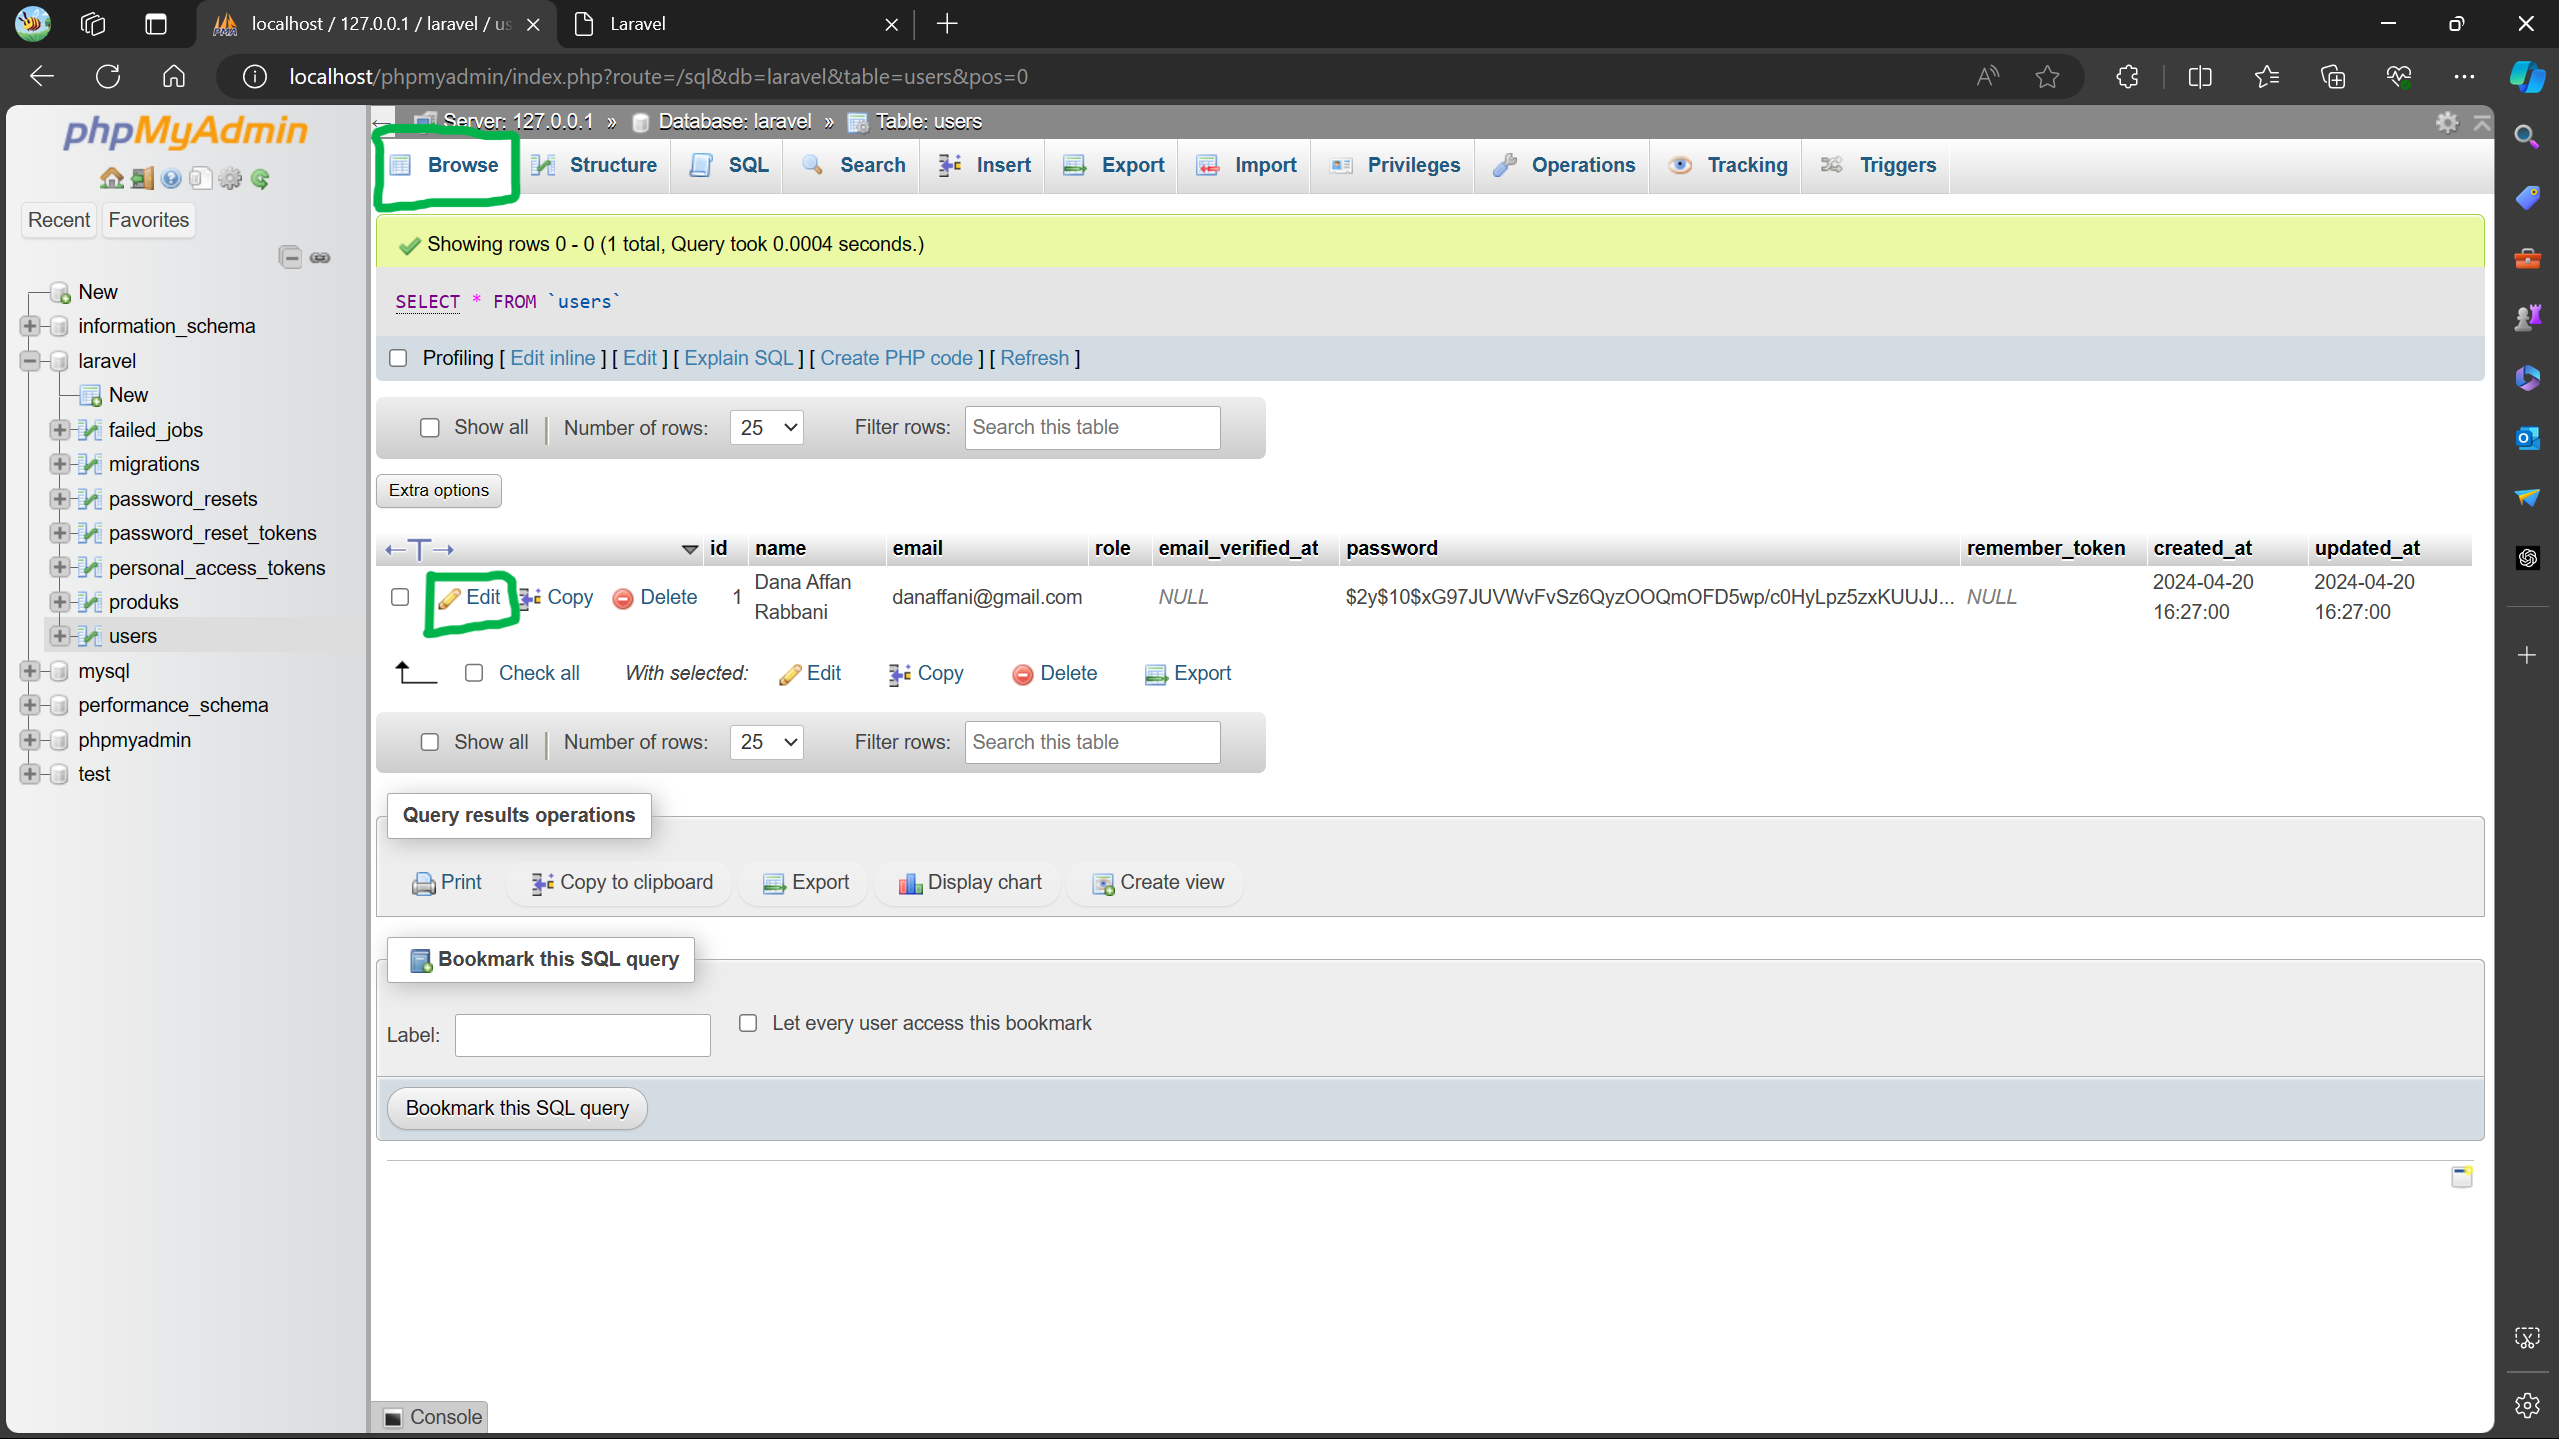 localhost / 127.0.0.1 / laravel / us
Laravel
localhost/phpmyadmin/index.php?route=/sql&db=laravel&table=users&pos=0
phpMyAdmin
Recent Favorites
New
information_schema
laravel
New
failed_jobs
migrations
password_resets
password_reset_tokens
personal_access_tokens
produks
users
mysql
performance_schema
phpmyadmin
test
Server: 127.0.0.1 » Database: laravel » Table: users
Browse Structure SQL Search Insert Export Import Privileges Operations Tracking Triggers
Showing rows 0 - 0 (1 total, Query took 0.0004 seconds.)
SELECT * FROM `users`
Profiling [ Edit inline ] [ Edit ] [ Explain SQL ] [ Create PHP code ] [ Refresh ]
Show all Number of rows: 25 Filter rows: Search this table
Extra options
←T→ id name email role email_verified_at password remember_token created_at updated_at
Edit Copy Delete 1 Dana Affan Rabbani danaffani@gmail.com NULL $2y$10$xG97JUVWvFvSz6QyzOOQmOFD5wp/c0HyLpz5zxKUUJJ... NULL 2024-04-20 16:27:00 2024-04-20 16:27:00
Check all With selected: Edit Copy Delete Export
Show all Number of rows: 25 Filter rows: Search this table
Query results operations
Print Copy to clipboard Export Display chart Create view
Bookmark this SQL query
Label: Let every user access this bookmark
Bookmark this SQL query
Console